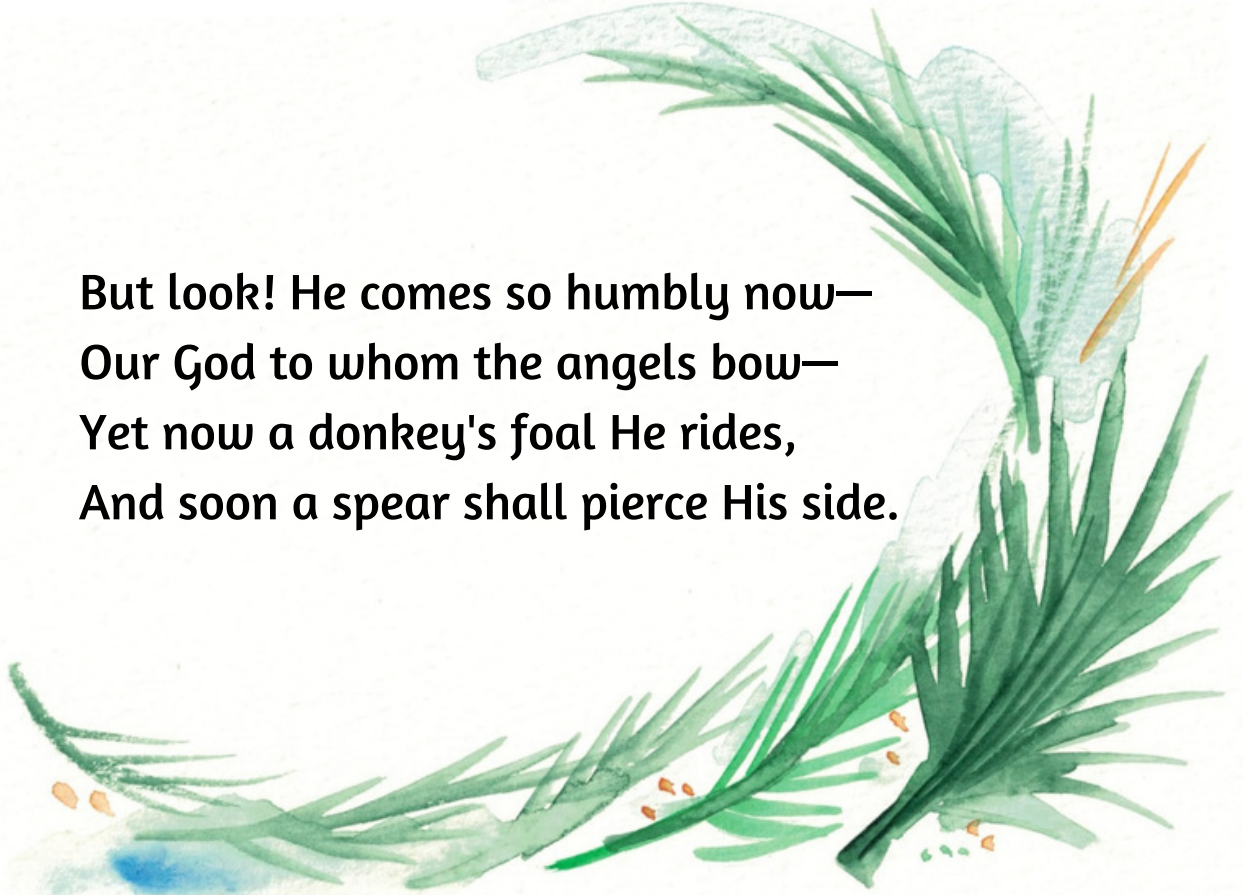 But look! He comes so humbly now—
Our God to whom the angels bow—
Yet now a donkey's foal He rides,
And soon a spear shall pierce His side.